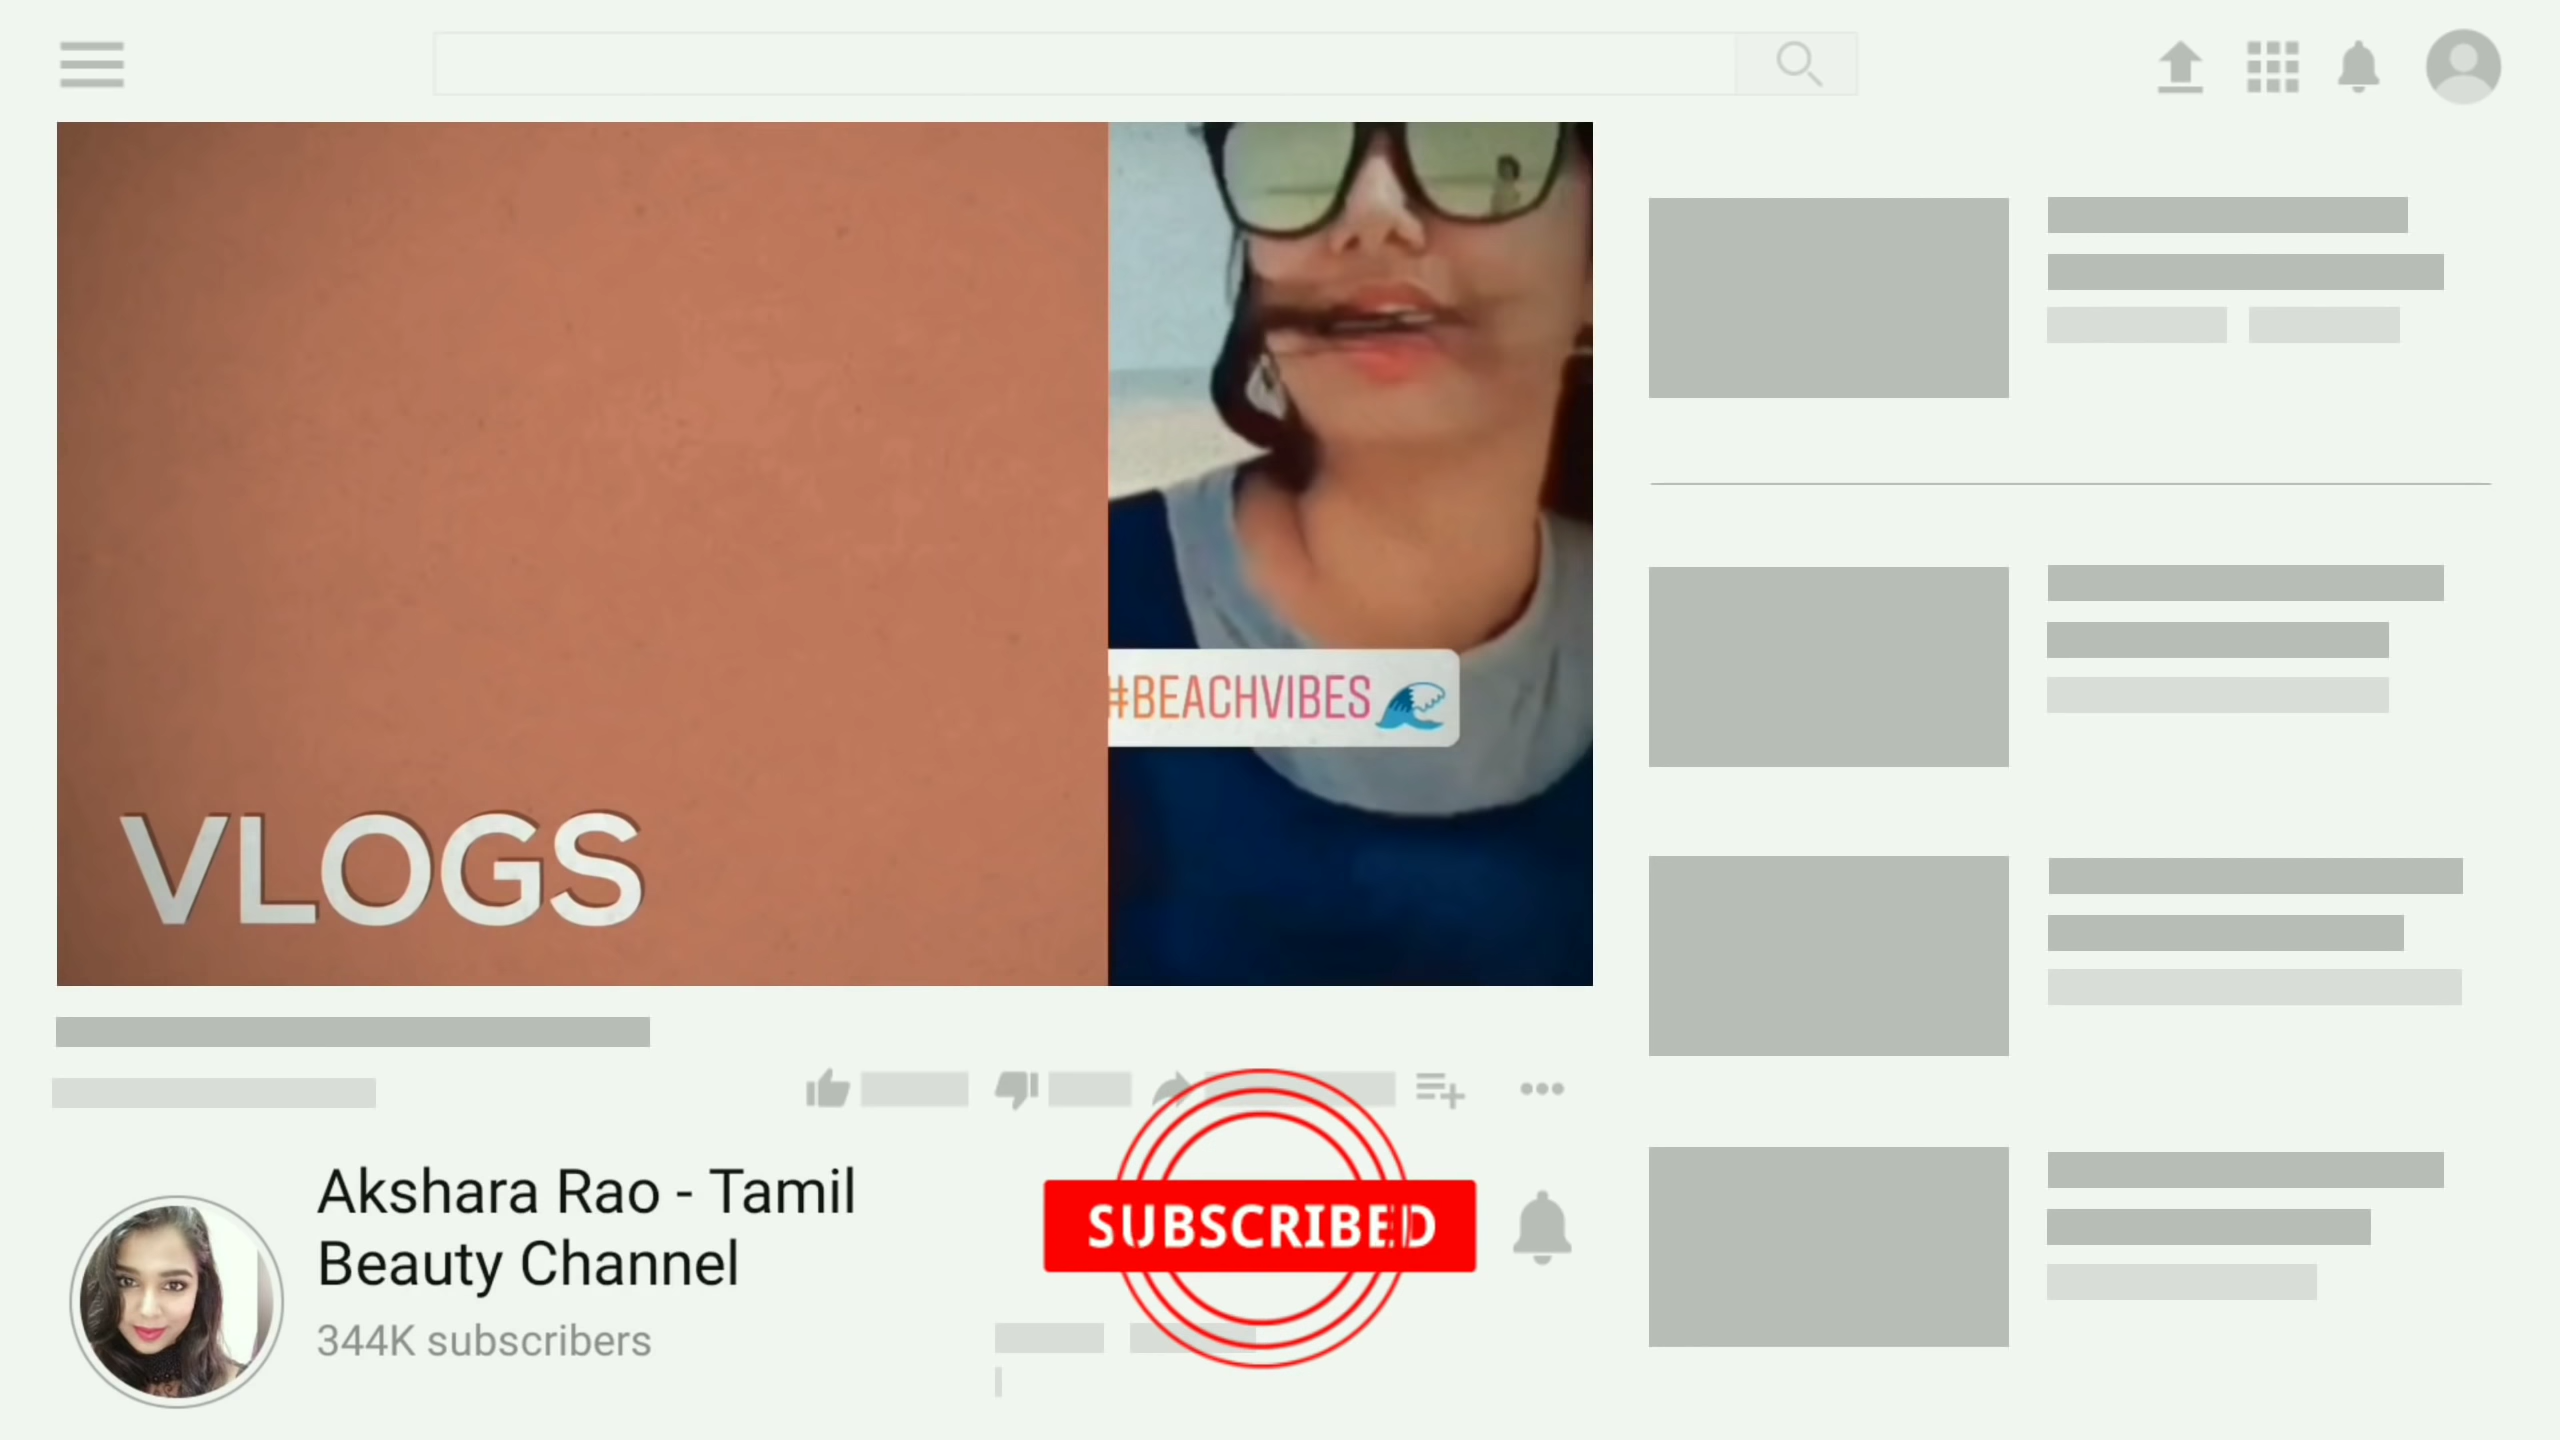 #BEACHVIBES
VLOGS
Akshara Rao - Tamil
Beauty Channel
344K subscribers
SUBSCRIBED